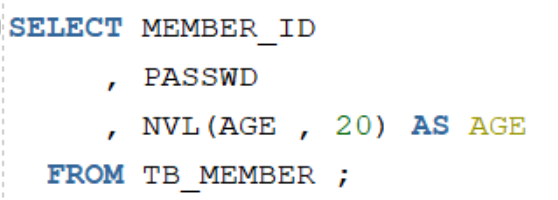 SELECT MEMBER_ID
, PASSWD
, NVL(AGE , 20) AS AGE
FROM TB_MEMBER ;